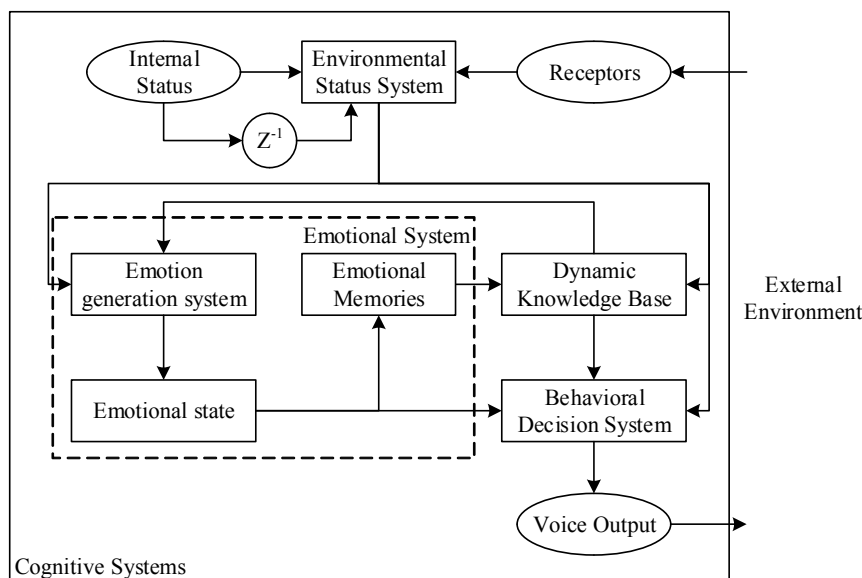 Internal
Status
Environmental
Status System
Receptors
Z⁻¹
Emotional System
Emotion
generation system
Emotional
Memories
Dynamic
Knowledge Base
External
Environment
Emotional state
Behavioral
Decision System
Voice Output
Cognitive Systems